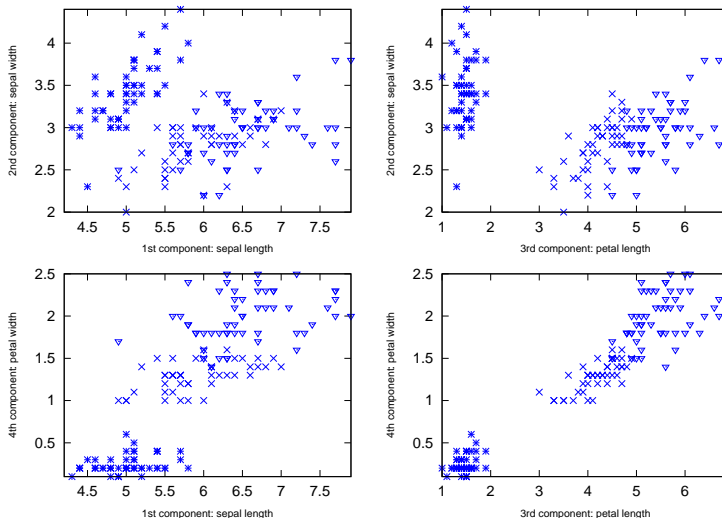 4
3.5
3
2.5
2
2nd component: sepal width
4.5 5 5.5 6 6.5 7 7.5
1st component: sepal length
4
3.5
3
2.5
2
2nd component: sepal width
1 2 3 4 5 6
3rd component: petal length
2.5
2
1.5
1
0.5
4th component: petal width
4.5 5 5.5 6 6.5 7 7.5
1st component: sepal length
2.5
2
1.5
1
0.5
4th component: petal width
1 2 3 4 5 6
3rd component: petal length